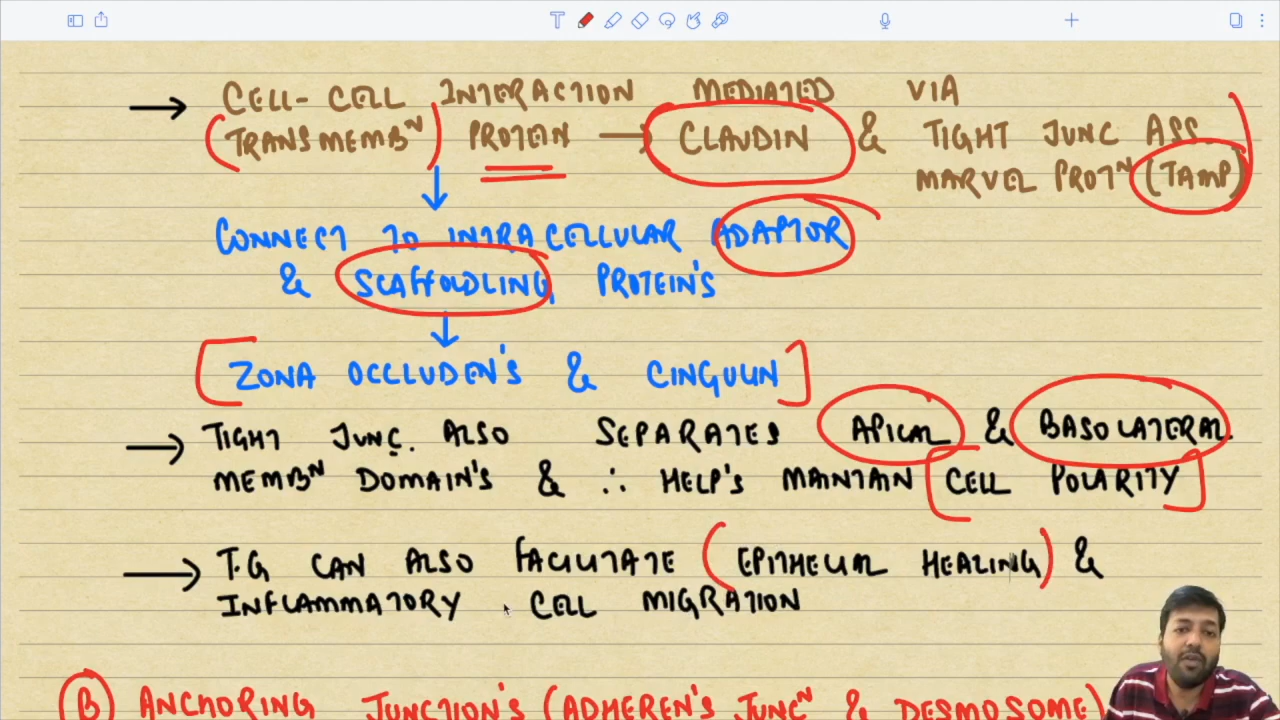 → CELL-CELL INTERACTION MEDIATED VIA
(TRANSMEMBᴺ) PROTEIN → CLAUDIN & TIGHT JUNC ASS
MARVEL PROTᴺ (TAMP)
↓
CONNECT TO INTRACELLULAR ADAPTOR
& SCAFFOLDLING PROTEIN'S
↓
[ZONA OCCLUDEN'S & CINGULIN]
→ TIGHT JUNC. ALSO SEPARATES APICAL & BASOLATERAL
MEMBᴺ DOMAIN'S & ∴ HELP'S MANTAIN [CELL POLARITY]
→ T.G CAN ALSO FACILITATE (EPITHELIAL HEALING) &
INFLAMMATORY CELL MIGRATION
B ANCHORING JUNCTION'S (ADHEREN'S JUNCᴺ & DESMOSOME)